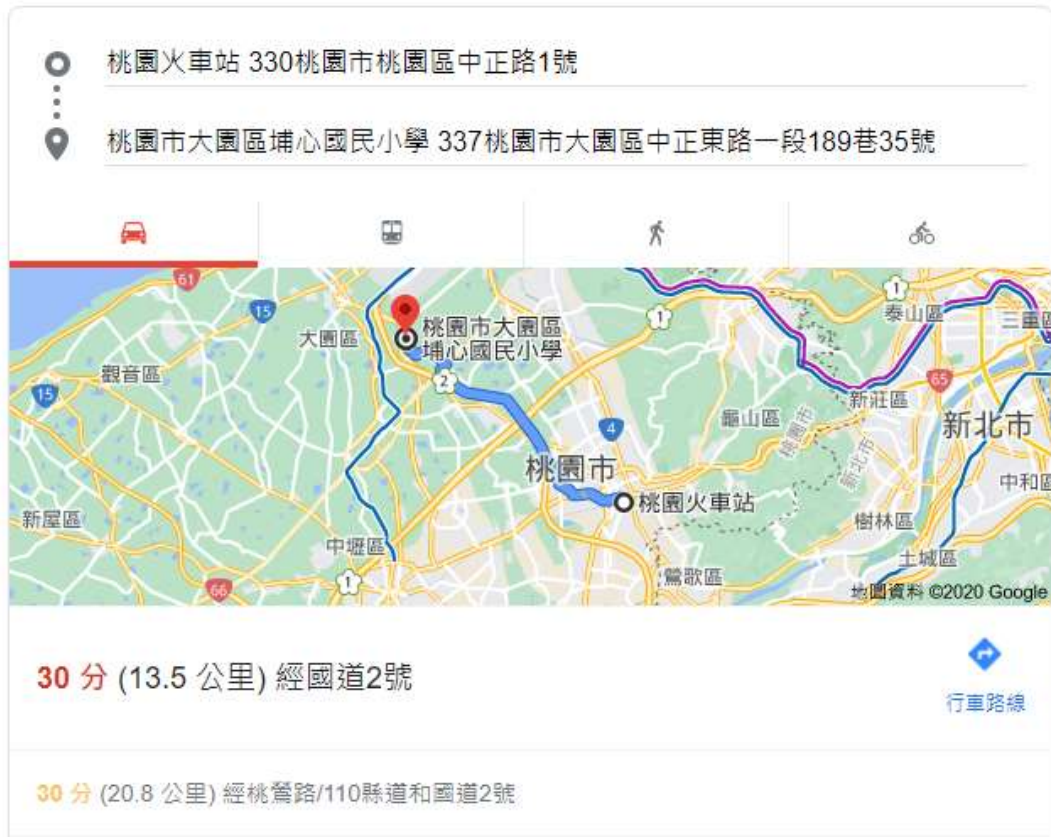 桃園火車站 330桃園市桃園區中正路1號
桃園市大園區埔心國民小學 337桃園市大園區中正東路一段189巷35號
61
15
大園區
桃園市大園區
埔心國民小學
1
1
泰山區
三重區
觀音區
15
2
65
新莊區
4
龜山區
桃園市
新北市
新北市
桃園市
中和區
桃園火車站
新屋區
樹林區
中壢區
土城區
1
鶯歌區
66
地圖資料 ©2020 Google
30 分 (13.5 公里) 經國道2號
行車路線
30 分 (20.8 公里) 經桃鶯路/110縣道和國道2號